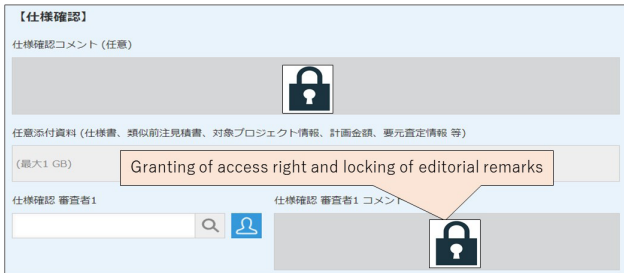 【仕様確認】
仕様確認コメント (任意)
任意添付資料 (仕様書、類似前注見積書、対象プロジェクト情報、計画金額、要元査定情報 等)
(最大1 GB)
Granting of access right and locking of editorial remarks
仕様確認 審査者1
仕様確認 審査者1 コメント